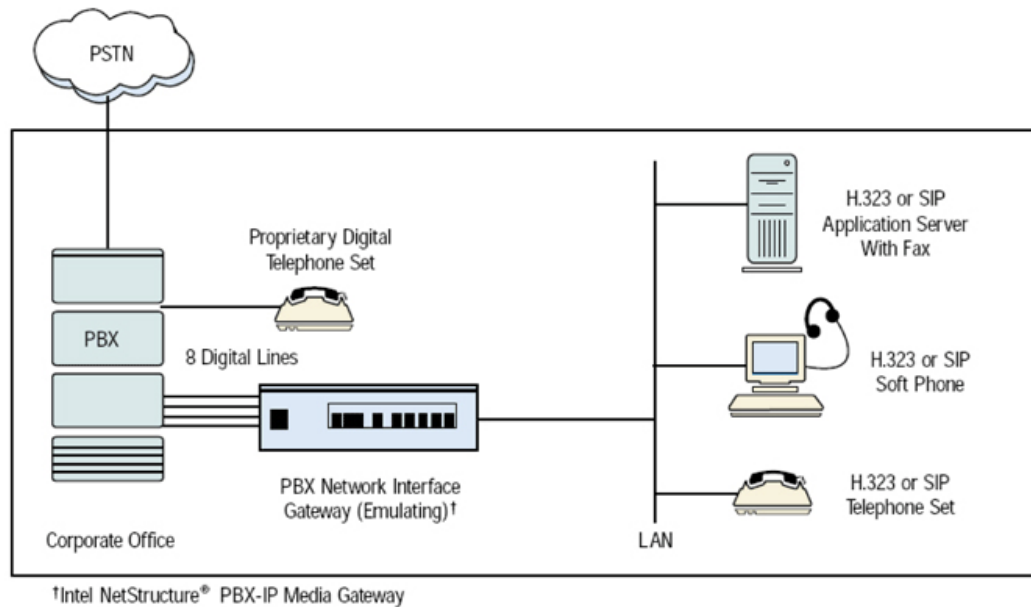 PSTN
Proprietary Digital
Telephone Set
PBX
8 Digital Lines
PBX Network Interface
Gateway (Emulating)†
Corporate Office
H.323 or SIP
Application Server
With Fax
H.323 or SIP
Soft Phone
H.323 or SIP
Telephone Set
LAN
†Intel NetStructure® PBX-IP Media Gateway